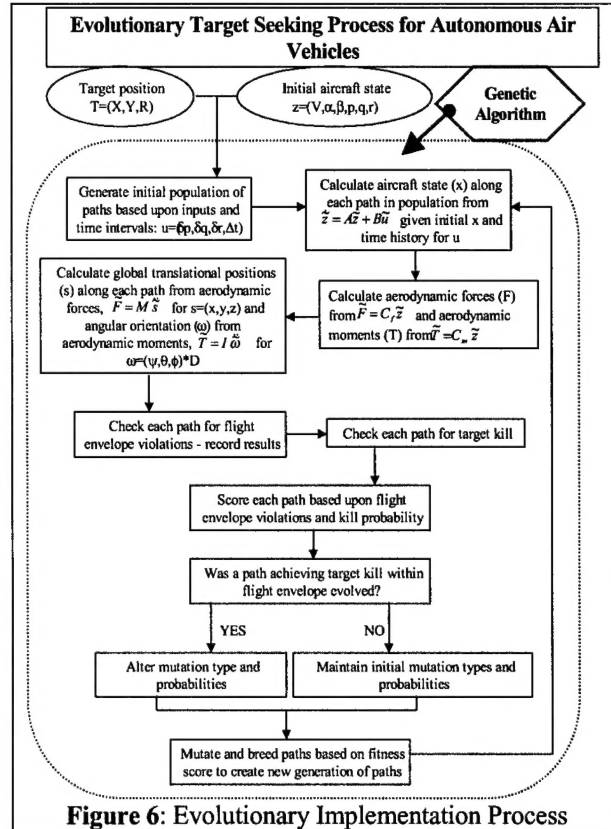 Evolutionary Target Seeking Process for Autonomous Air
Vehicles
Target position
T=(X,Y,R)
Initial aircraft state
z=(V,α,β,p,q,r)
Genetic
Algorithm
Generate initial population of
paths based upon inputs and
time intervals: u=(δp,δq,δr,Δt)
Calculate aircraft state (x) along
each path in population from
z̃̇ = Az̃ + Bũ given initial x and
time history for u
Calculate global translational positions
(s) along each path from aerodynamic
forces, F̃ = M s̃̈ for s=(x,y,z) and
angular orientation (ω) from
aerodynamic moments, T̃ = I ω̃̈ for
ω=(ψ,θ,ϕ)*D
Calculate aerodynamic forces (F)
from F̃ = C_f z̃ and aerodynamic
moments (T) from T̃ = C_m z̃
Check each path for flight
envelope violations - record results
Check each path for target kill
Score each path based upon flight
envelope violations and kill probability
Was a path achieving target kill within
flight envelope evolved?
YES
NO
Alter mutation type and
probabilities
Maintain initial mutation types and
probabilities
Mutate and breed paths based on fitness
score to create new generation of paths
Figure 6: Evolutionary Implementation Process